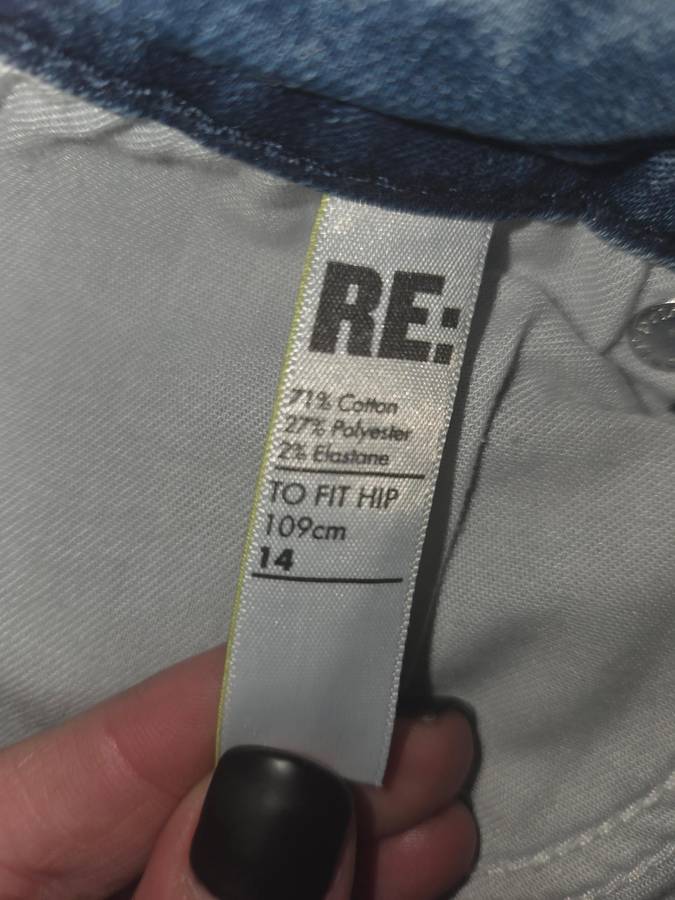 RE:
71% Cotton
27% Polyester
2% Elastane
TO FIT HIP
109cm
14